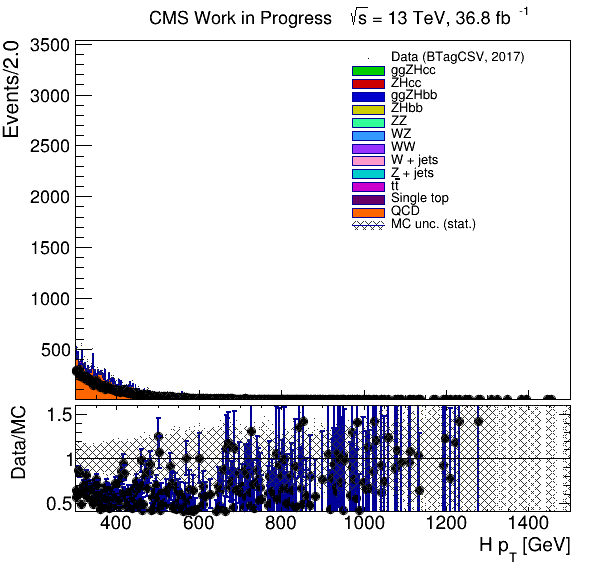 CMS Work in Progress √s = 13 TeV, 36.8 fb⁻¹
Events/2.0
3500
3000
2500
2000
1500
1000
500
Data (BTagCSV, 2017)
ggZHcc
ZHcc
ggZHbb
ZHbb
ZZ
WZ
WW
W + jets
Z + jets
tt̅
Single top
QCD
MC unc. (stat.)
Data/MC
1.5
1
0.5
400 600 800 1000 1200 1400
H p_T [GeV]